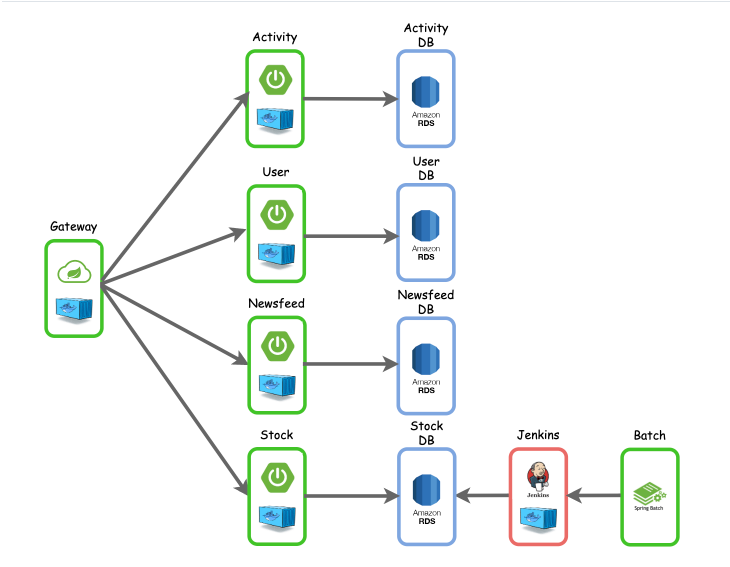 Activity
Activity
DB
Amazon
RDS
User
User
DB
Amazon
RDS
Gateway
Newsfeed
Newsfeed
DB
Amazon
RDS
Stock
Stock
DB
Amazon
RDS
Jenkins
Jenkins
Batch
Spring Batch